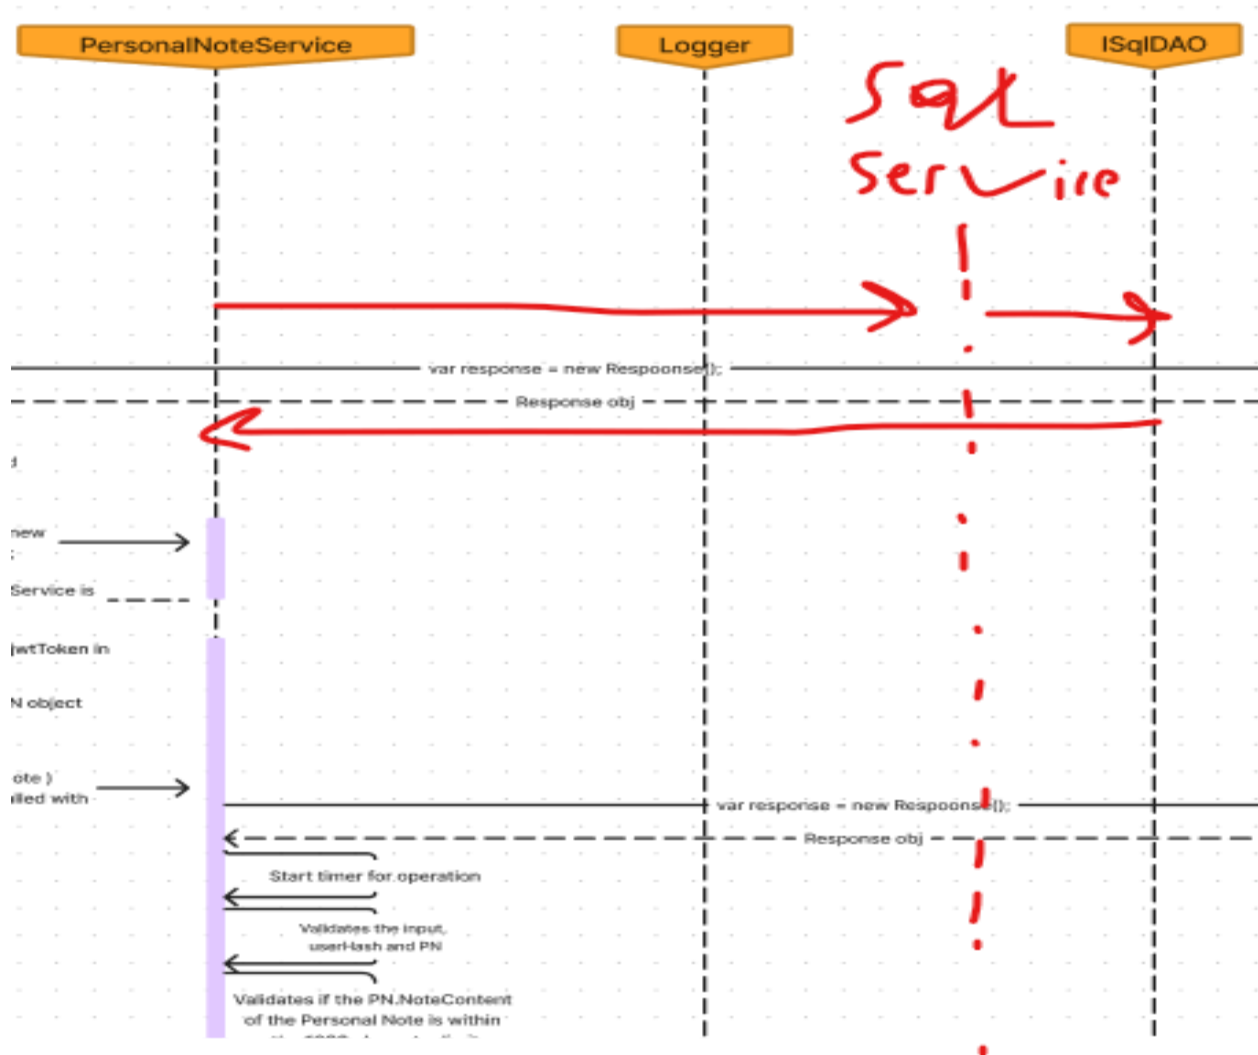 PersonalNoteService
Logger
ISqlDAO
Sql
Service
var response = new Respoonse();
Response obj
new
;
Service is
jwtToken in
N object
ote )
lled with
var response = new Respoonse();
Response obj
Start timer for operation
Validates the input,
userHash and PN
Validates if the PN.NoteContent
of the Personal Note is within